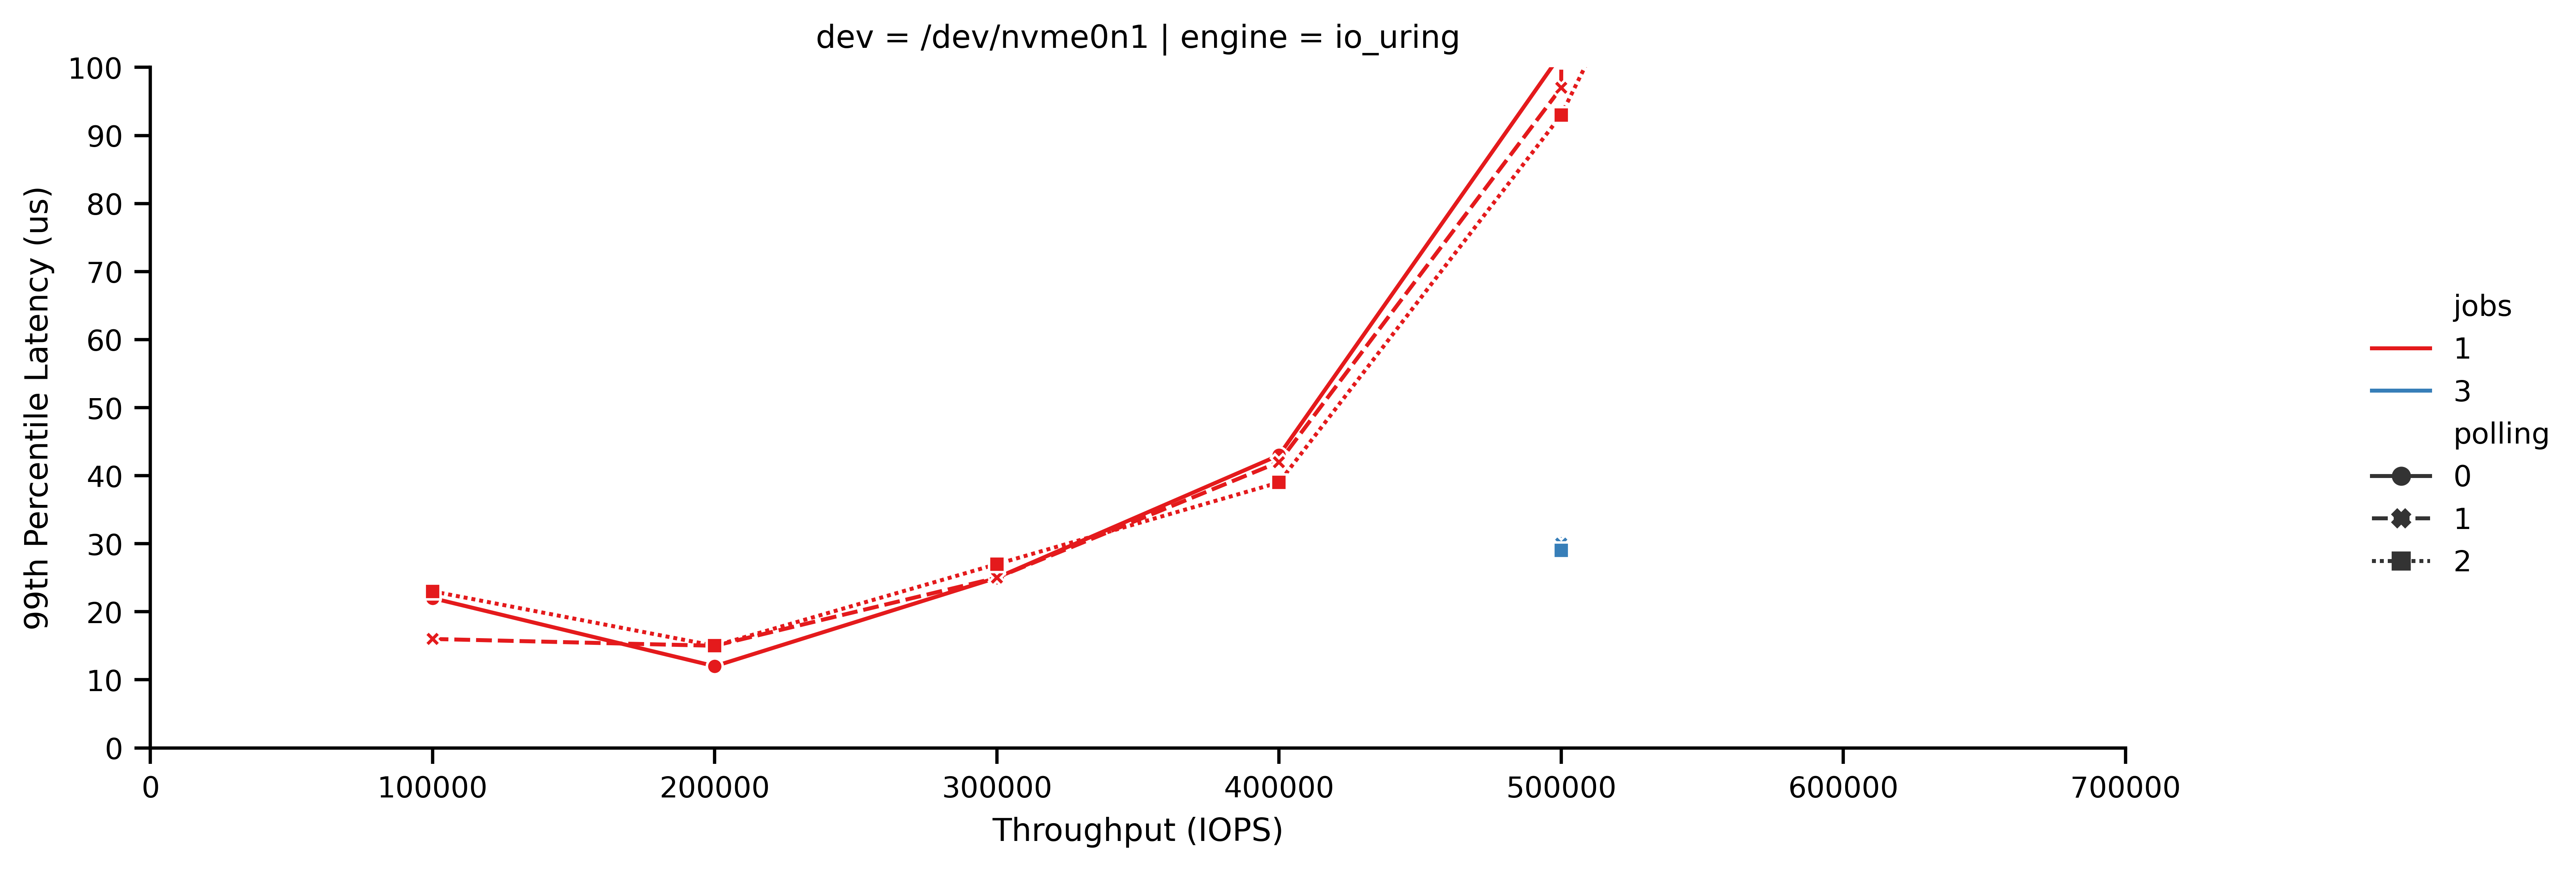 dev = /dev/nvme0n1 | engine = io_uring
100
90
80
70
60
50
40
30
20
10
0
99th Percentile Latency (us)
0 100000 200000 300000 400000 500000 600000 700000
Throughput (IOPS)
jobs
1
3
polling
0
1
2